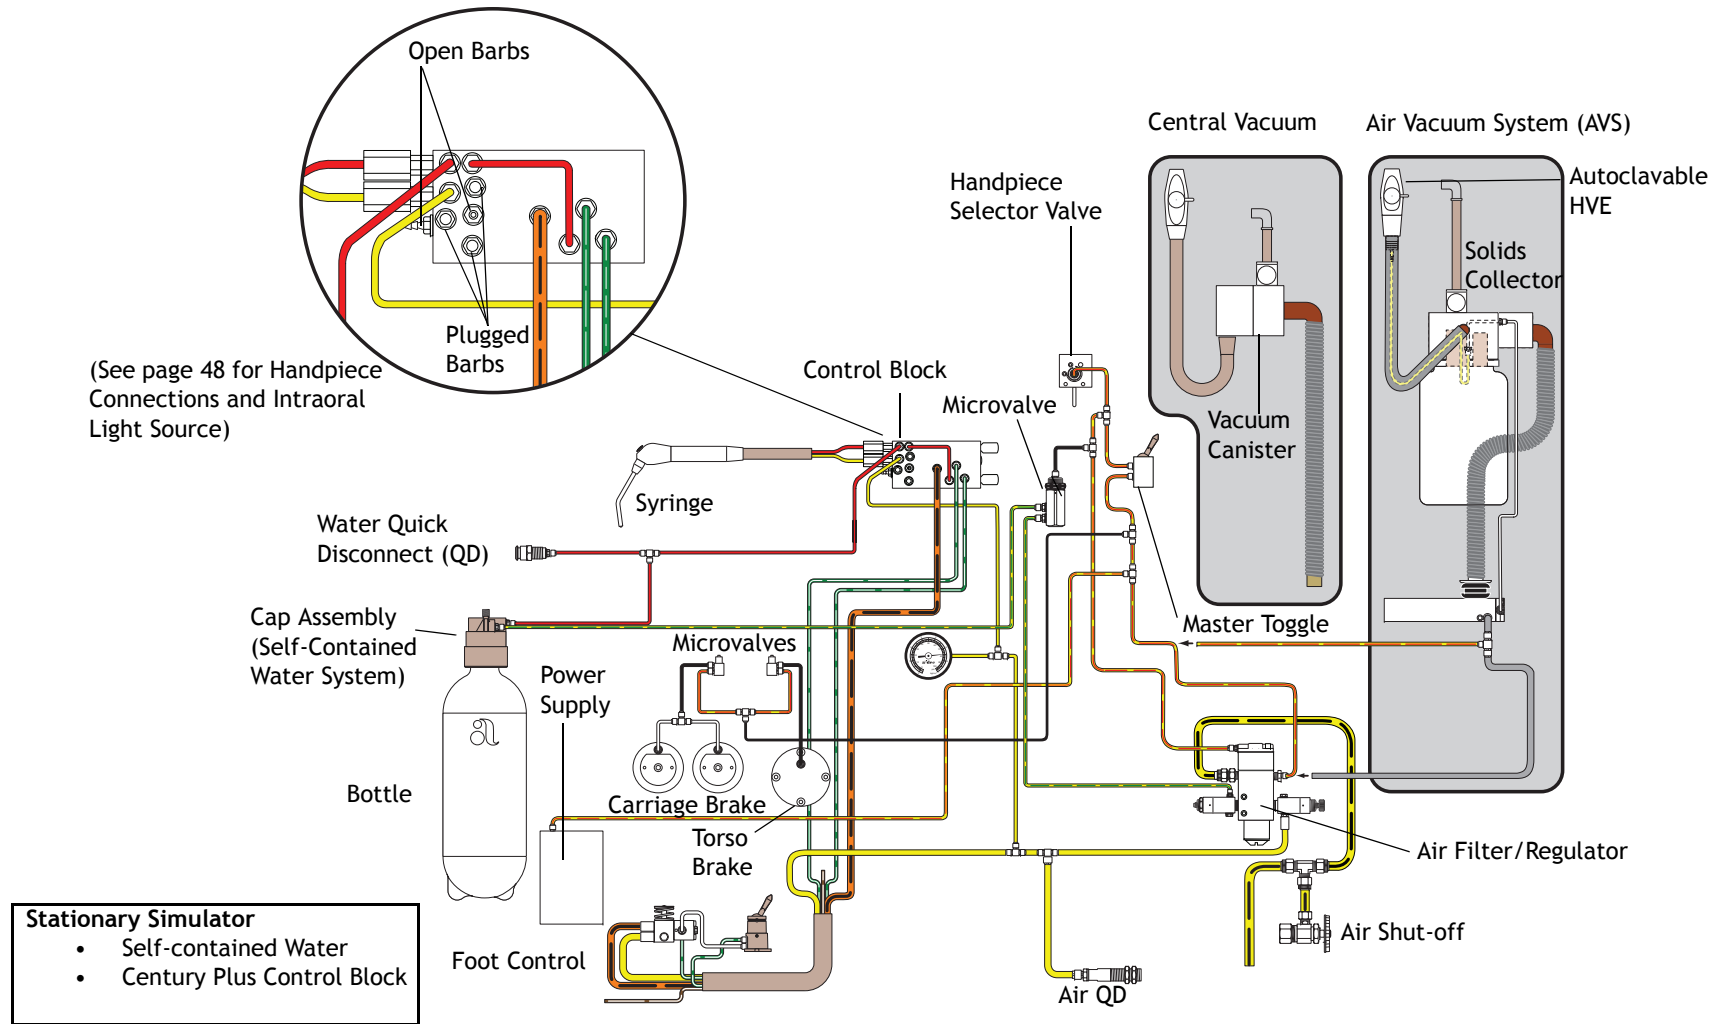 Open Barbs
Plugged
Barbs
(See page 48 for Handpiece
Connections and Intraoral
Light Source)
Central Vacuum
Air Vacuum System (AVS)
Handpiece
Selector Valve
Autoclavable
HVE
Solids
Collector
Control Block
Microvalve
Vacuum
Canister
Syringe
Water Quick
Disconnect (QD)
Cap Assembly
(Self-Contained
Water System)
Microvalves
Master Toggle
Power
Supply
a
Bottle
Carriage Brake
Torso
Brake
Air Filter/Regulator
Stationary Simulator
• Self-contained Water
• Century Plus Control Block
Foot Control
Air Shut-off
Air QD